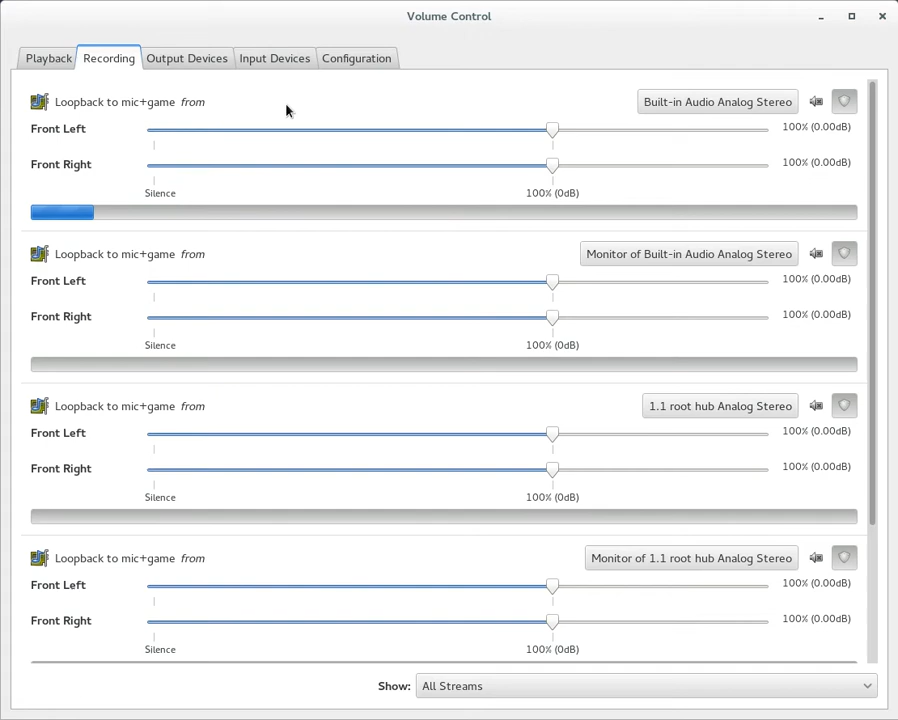 Volume Control
Playback Recording Output Devices Input Devices Configuration
Loopback to mic+game from Built-in Audio Analog Stereo
Front Left 100% (0.00dB)
Front Right 100% (0.00dB)
Silence 100% (0dB)
Loopback to mic+game from Monitor of Built-in Audio Analog Stereo
Front Left 100% (0.00dB)
Front Right 100% (0.00dB)
Silence 100% (0dB)
Loopback to mic+game from 1.1 root hub Analog Stereo
Front Left 100% (0.00dB)
Front Right 100% (0.00dB)
Silence 100% (0dB)
Loopback to mic+game from Monitor of 1.1 root hub Analog Stereo
Front Left 100% (0.00dB)
Front Right 100% (0.00dB)
Silence 100% (0dB)
Show: All Streams